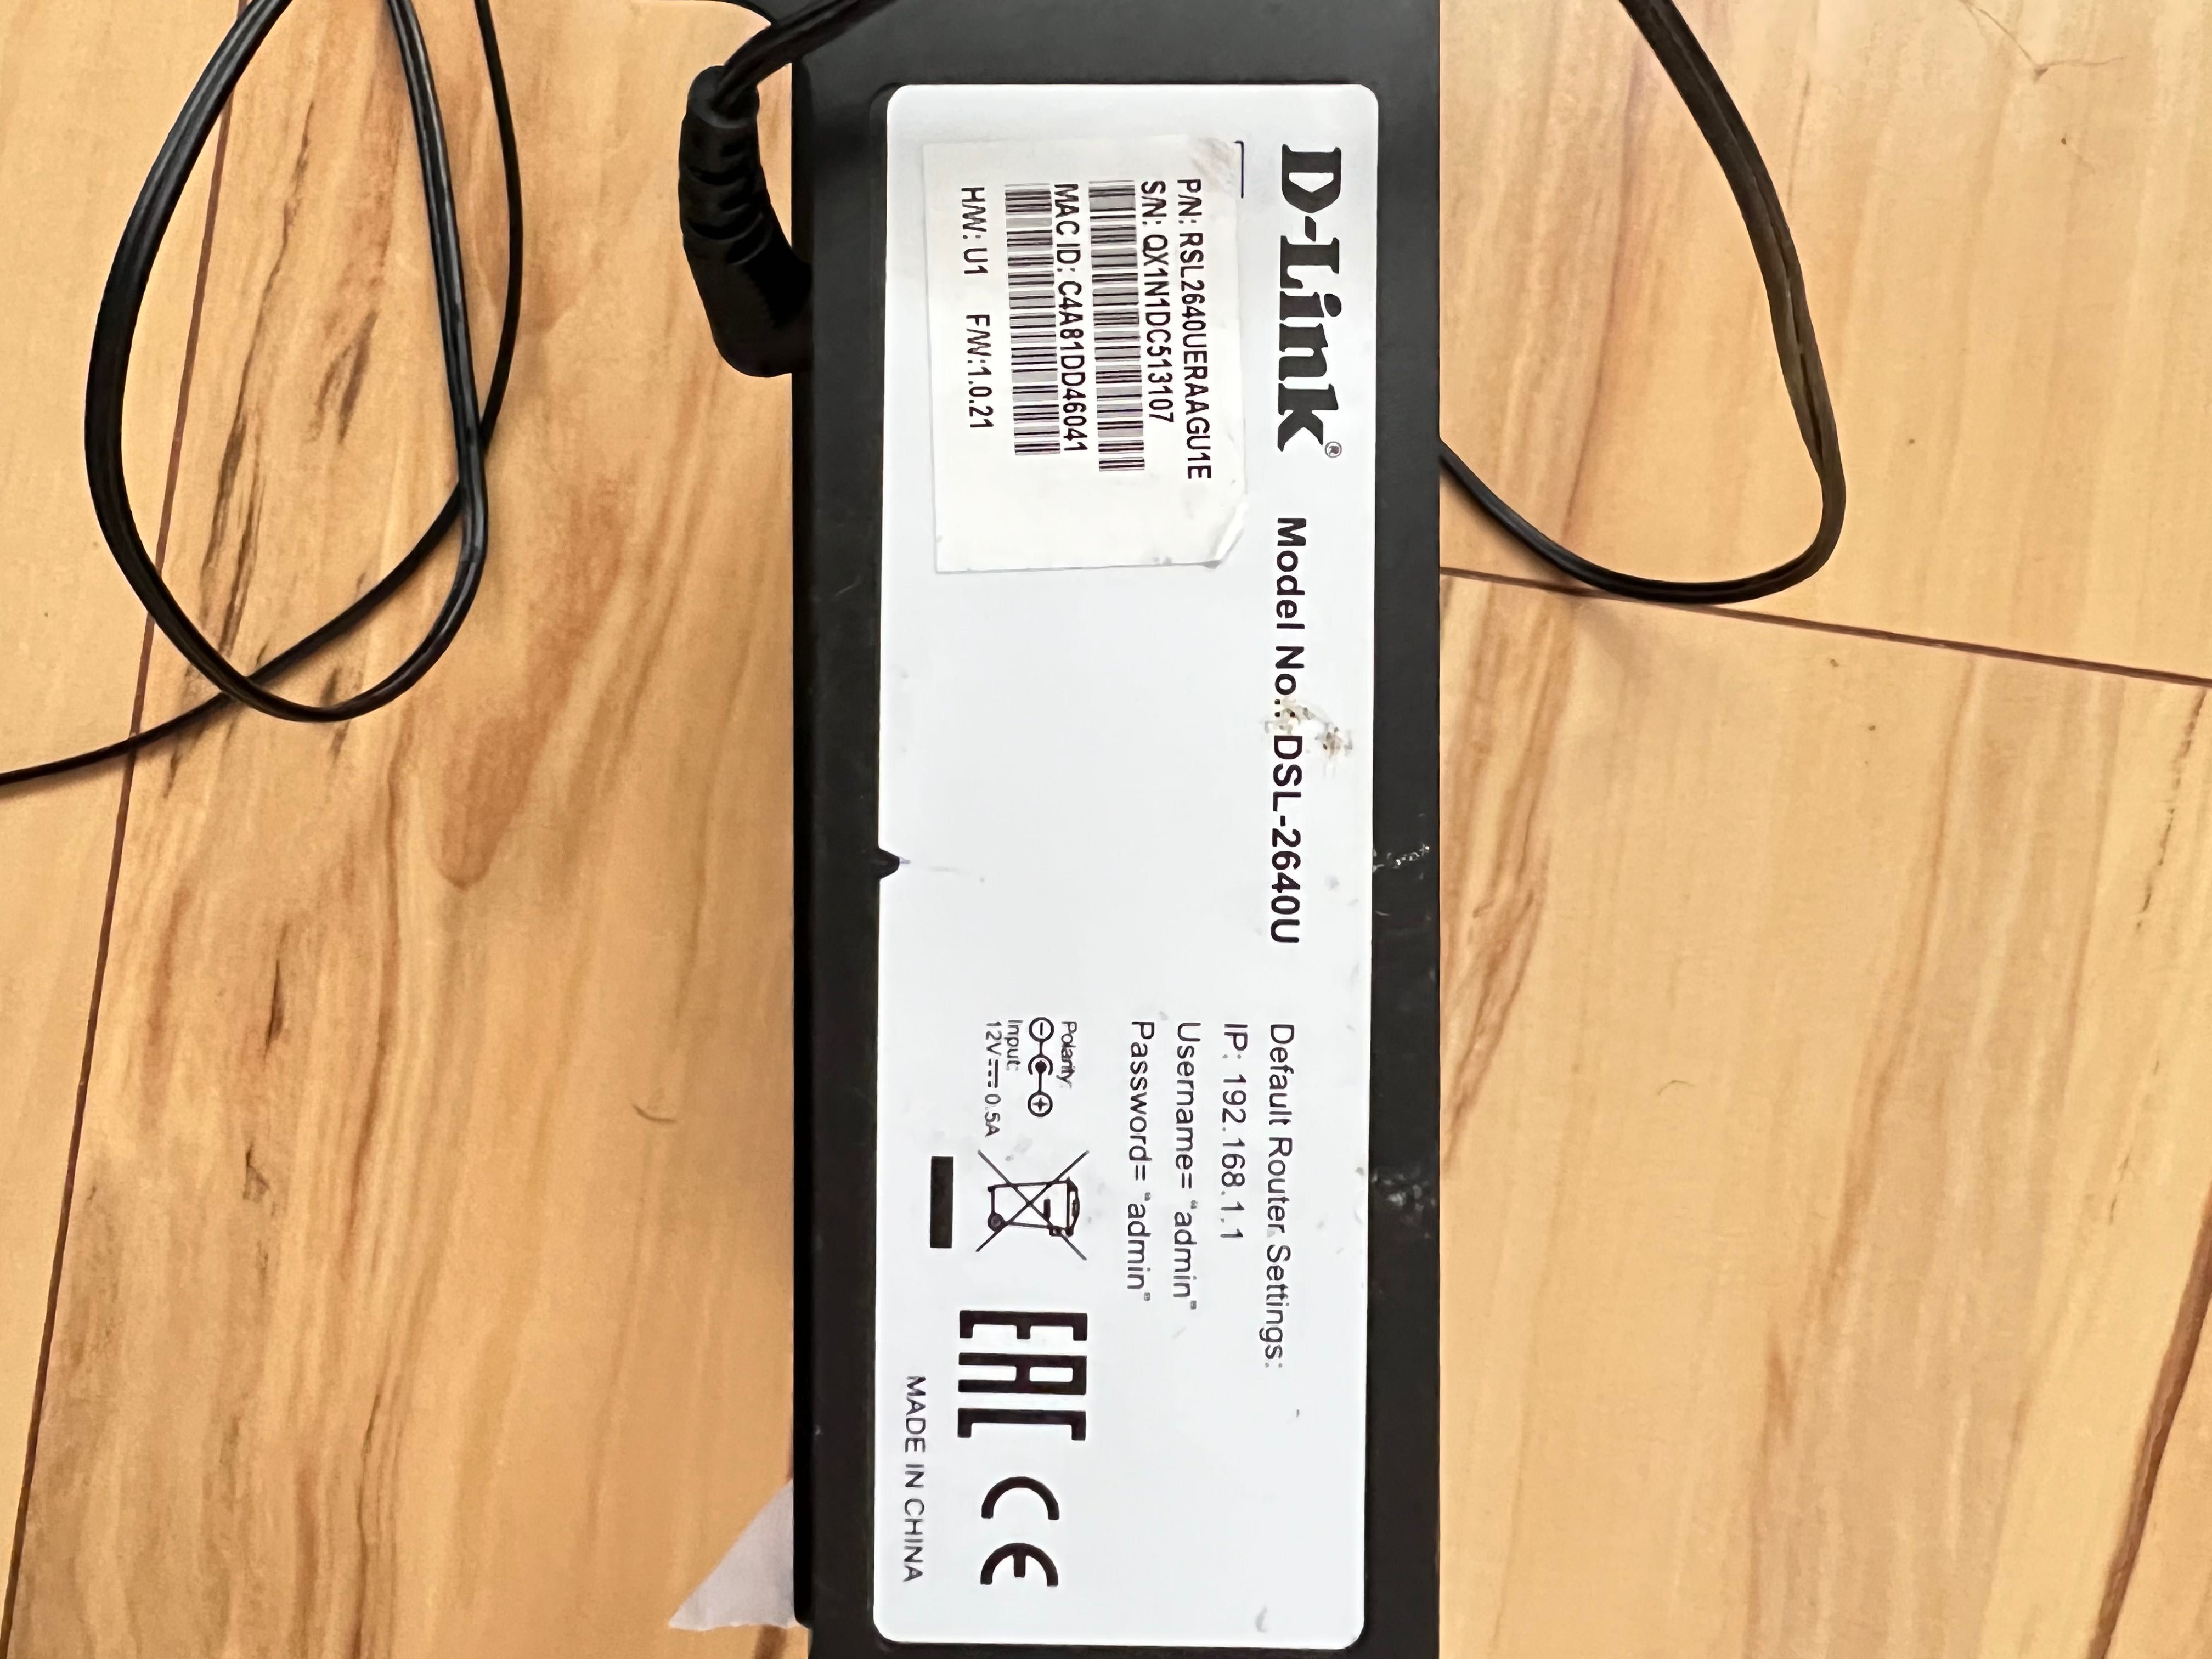 D-Link® Model No.: DSL-2640U
P/N: RSL2640UERAAGU1E
S/N: QX1N1DC513107
MAC ID: C4A81DD46041
H/W: U1 F/W:1.0.21
Default Router Settings:
IP: 192.168.1.1
Username= "admin"
Password= "admin"
Polarity:
Input:
12V⎓0.5A
EAC CE
MADE IN CHINA